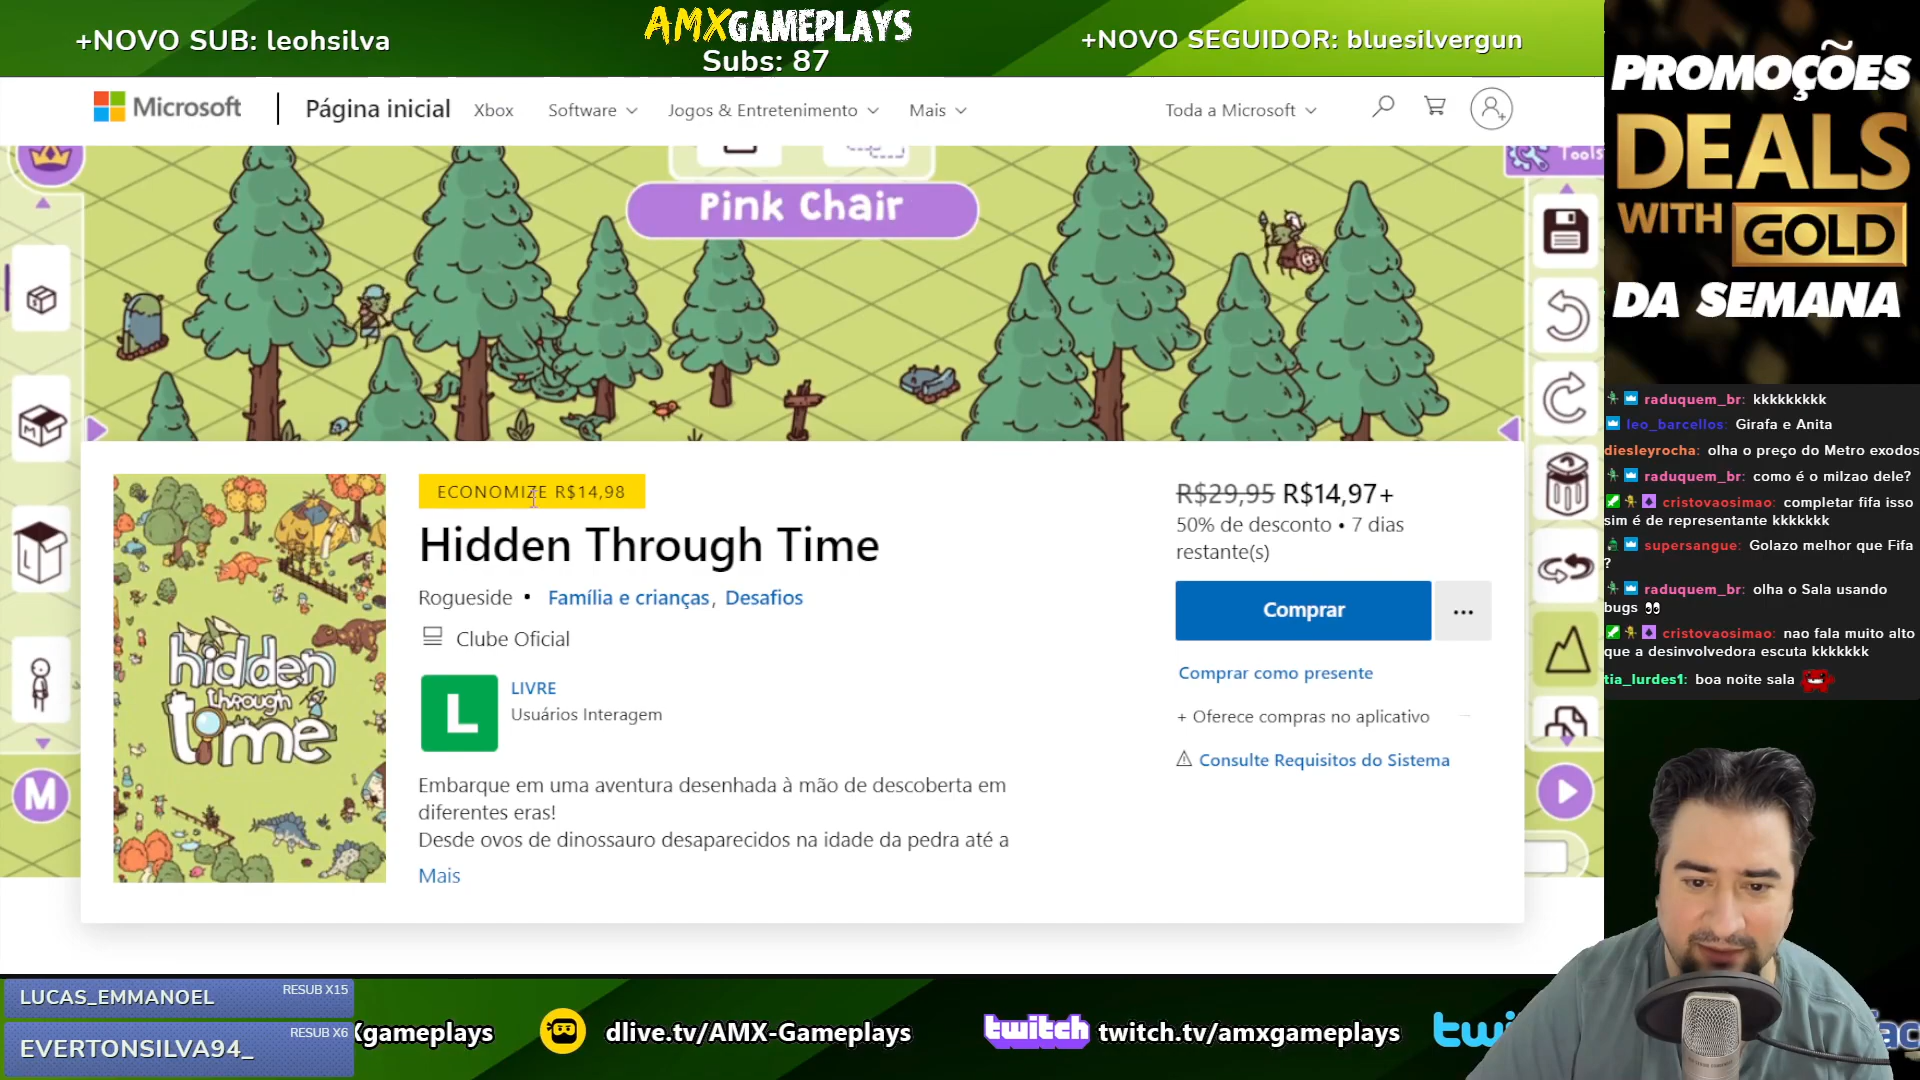 +NOVO SUB: leohsilva
AMXGAMEPLAYS
Subs: 87
+NOVO SEGUIDOR: bluesilvergun
Microsoft
Página inicial
Xbox
Software
Jogos & Entretenimento
Mais
Toda a Microsoft
Tools
Pink Chair
ECONOMIZE R$14,98
Hidden Through Time
Rogueside • Família e crianças, Desafios
Clube Oficial
L
LIVRE
Usuários Interagem
Embarque em uma aventura desenhada à mão de descoberta em
diferentes eras!
Desde ovos de dinossauro desaparecidos na idade da pedra até a
Mais
hidden
through
time
M
M
L
R$29,95 R$14,97+
50% de desconto • 7 dias
restante(s)
Comprar
...
Comprar como presente
+ Oferece compras no aplicativo
Consulte Requisitos do Sistema
PROMOÇÕES
DEALS
WITH GOLD
DA SEMANA
raduquem_br: kkkkkkkkk
leo_barcellos: Girafa e Anita
diesleyrocha: olha o preço do Metro exodos
raduquem_br: como é o milzao dele?
cristovaosimao: completar fifa isso
sim é de representante kkkkkkk
supersangue: Golazo melhor que Fifa
?
raduquem_br: olha o Sala usando
bugs 👀
cristovaosimao: nao fala muito alto
que a desinvolvedora escuta kkkkkkk
tia_lurdes1: boa noite sala
LUCAS_EMMANOEL
RESUB X15
EVERTONSILVA94_
RESUB X6
Xgameplays
dlive.tv/AMX-Gameplays
twitch
twitch.tv/amxgameplays